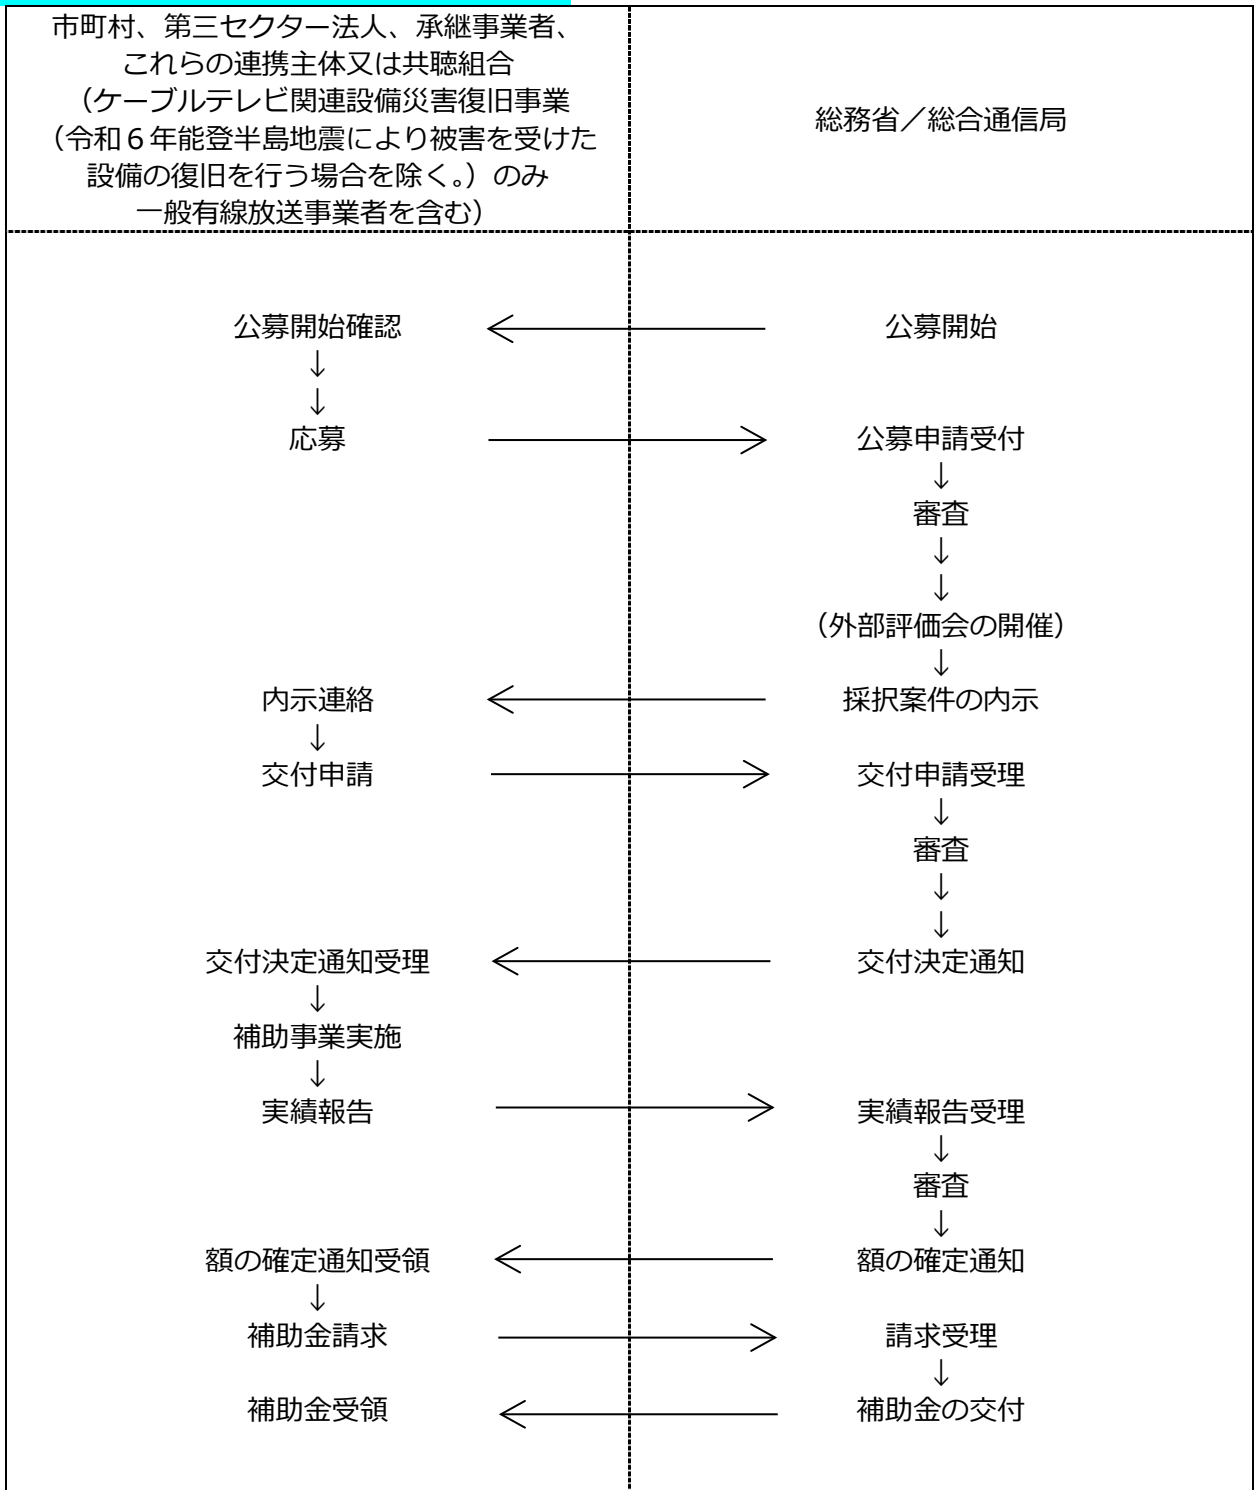 市町村、第三セクター法人、承継事業者、
これらの連携主体又は共聴組合
（ケーブルテレビ関連設備災害復旧事業
（令和６年能登半島地震により被害を受けた
設備の復旧を行う場合を除く。）のみ
一般有線放送事業者を含む）
総務省／総合通信局
公募開始確認
公募開始
↓
↓
応募
公募申請受付
↓
審査
↓
↓
（外部評価会の開催）
↓
内示連絡
採択案件の内示
↓
交付申請
交付申請受理
↓
審査
↓
↓
交付決定通知受理
交付決定通知
↓
補助事業実施
↓
実績報告
実績報告受理
↓
審査
↓
額の確定通知受領
額の確定通知
↓
補助金請求
請求受理
↓
補助金受領
補助金の交付